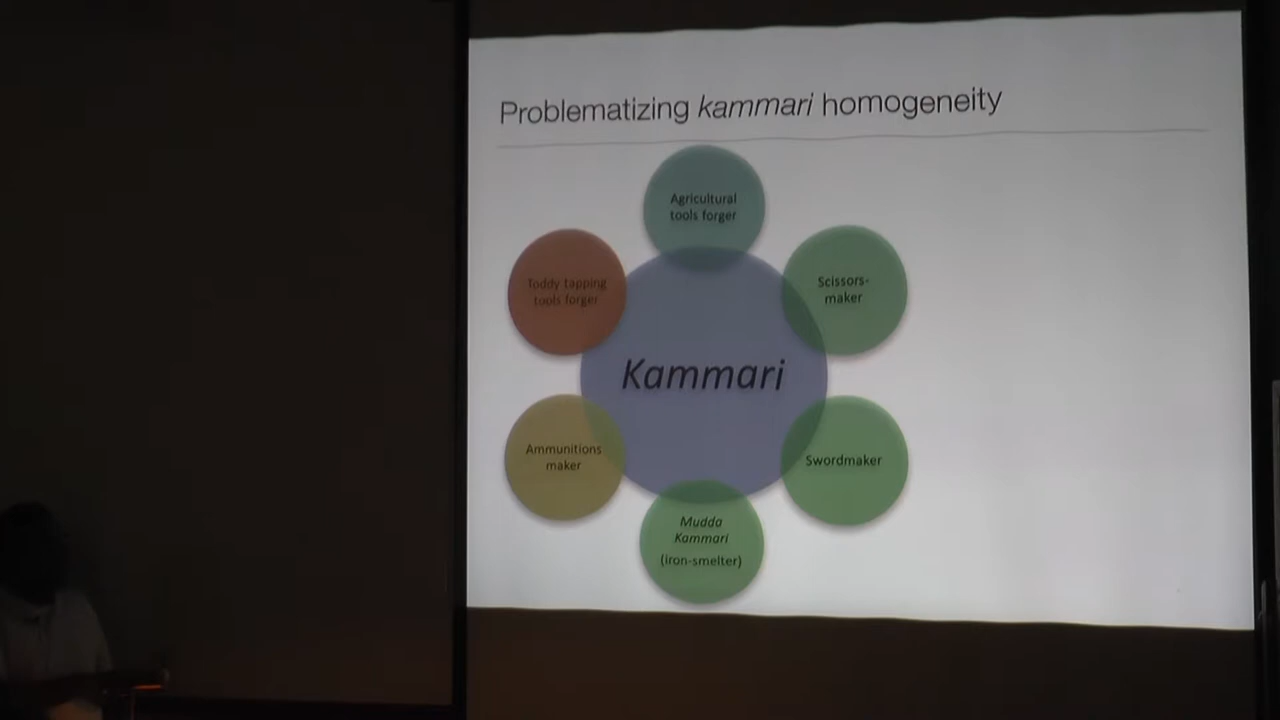 Problematizing kammari homogeneity
Agricultural
tools forger
Toddy tapping
tools forger
Scissors-
maker
Kammari
Ammunitions
maker
Swordmaker
Mudda
Kammari
(iron-smelter)